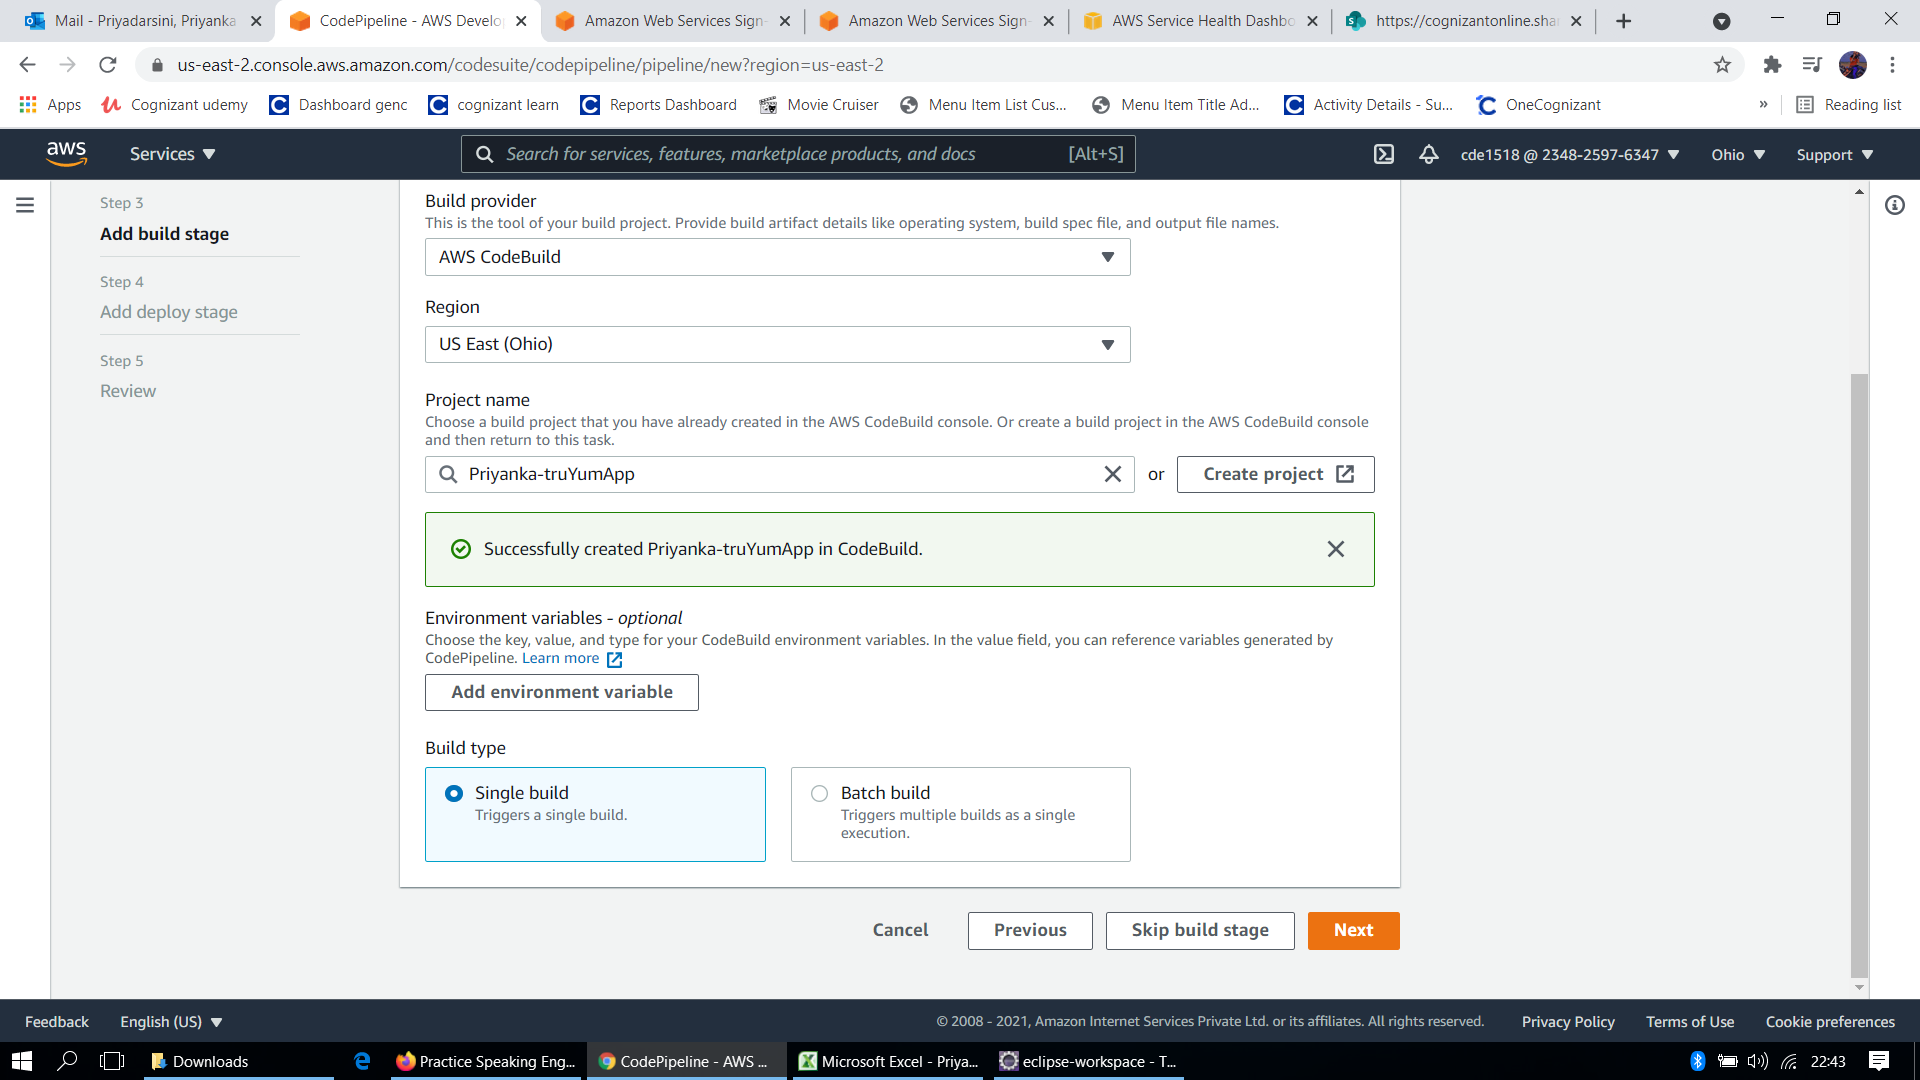 Mail - Priyadarsini, Priyanka
CodePipeline - AWS Develop
Amazon Web Services Sign-
Amazon Web Services Sign-
AWS Service Health Dashbo
https://cognizantonline.shar
us-east-2.console.aws.amazon.com/codesuite/codepipeline/pipeline/new?region=us-east-2
Apps
Cognizant udemy
Dashboard genc
cognizant learn
Reports Dashboard
Movie Cruiser
Menu Item List Cus...
Menu Item Title Ad...
Activity Details - Su...
OneCognizant
»
Reading list
aws
Services
Search for services, features, marketplace products, and docs
[Alt+S]
cde1518 @ 2348-2597-6347
Ohio
Support
Step 3
Add build stage
Step 4
Add deploy stage
Step 5
Review
Build provider
This is the tool of your build project. Provide build artifact details like operating system, build spec file, and output file names.
AWS CodeBuild
Region
US East (Ohio)
Project name
Choose a build project that you have already created in the AWS CodeBuild console. Or create a build project in the AWS CodeBuild console
and then return to this task.
Priyanka-truYumApp
or
Create project
Successfully created Priyanka-truYumApp in CodeBuild.
Environment variables - optional
Choose the key, value, and type for your CodeBuild environment variables. In the value field, you can reference variables generated by
CodePipeline. Learn more
Add environment variable
Build type
Single build
Triggers a single build.
Batch build
Triggers multiple builds as a single
execution.
Cancel
Previous
Skip build stage
Next
Feedback
English (US)
© 2008 - 2021, Amazon Internet Services Private Ltd. or its affiliates. All rights reserved.
Privacy Policy
Terms of Use
Cookie preferences
Downloads
Practice Speaking Eng...
CodePipeline - AWS ...
Microsoft Excel - Priya...
eclipse-workspace - T...
22:43